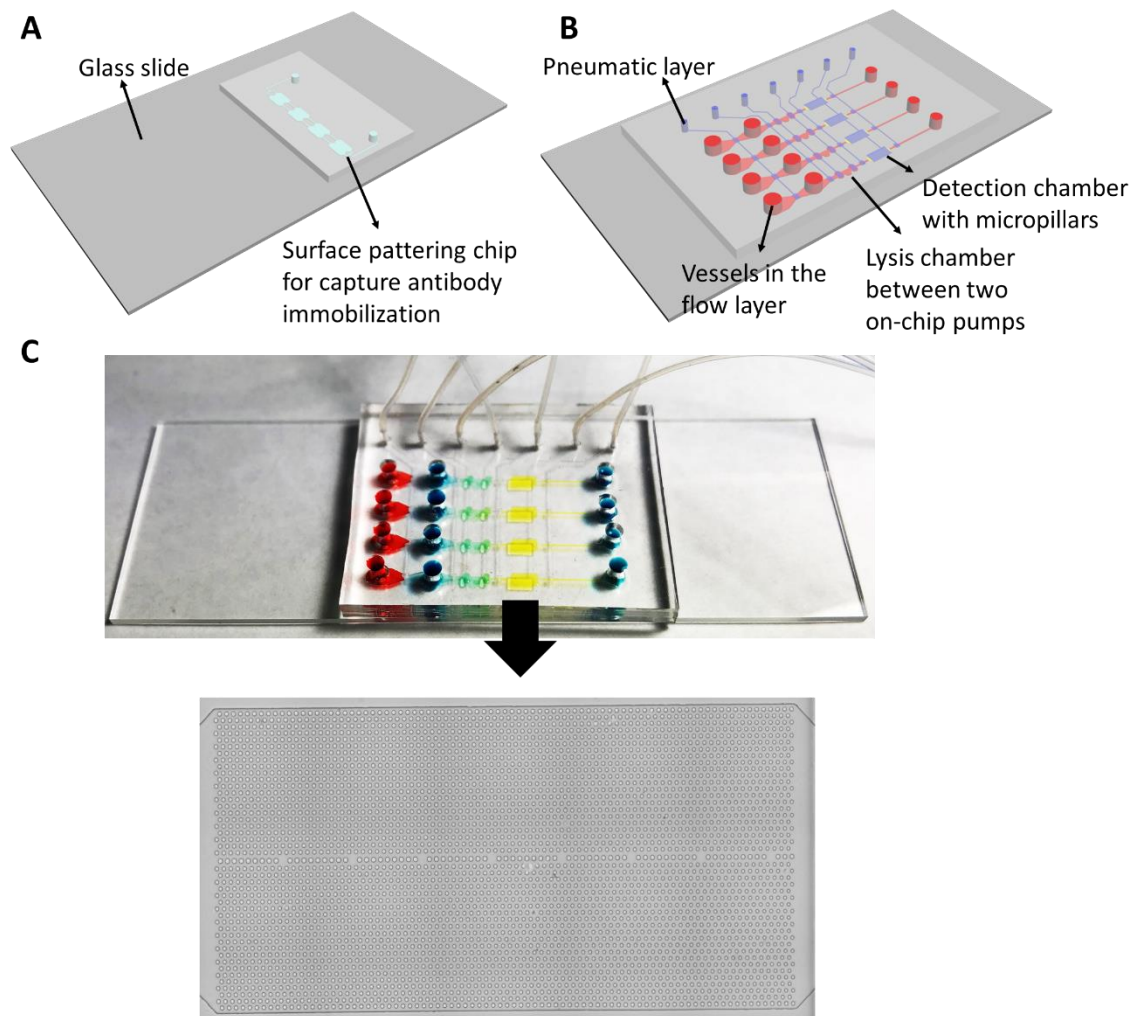 A
Glass slide
Surface pattering chip
for capture antibody
immobilization
B
Pneumatic layer
Detection chamber
with micropillars
Lysis chamber
between two
on-chip pumps
Vessels in the
flow layer
C